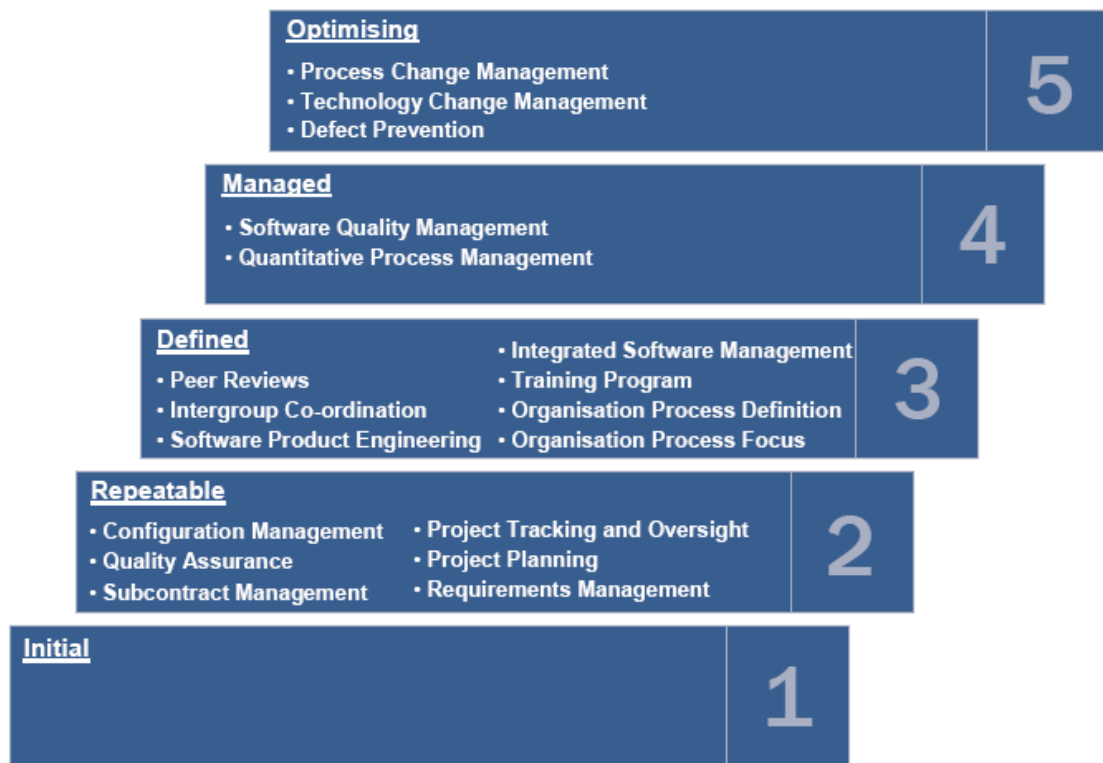 Optimising
• Process Change Management
• Technology Change Management
• Defect Prevention
5
Managed
• Software Quality Management
• Quantitative Process Management
4
Defined
• Peer Reviews
• Intergroup Co-ordination
• Software Product Engineering
• Integrated Software Management
• Training Program
• Organisation Process Definition
• Organisation Process Focus
3
Repeatable
• Configuration Management
• Quality Assurance
• Subcontract Management
• Project Tracking and Oversight
• Project Planning
• Requirements Management
2
Initial
1